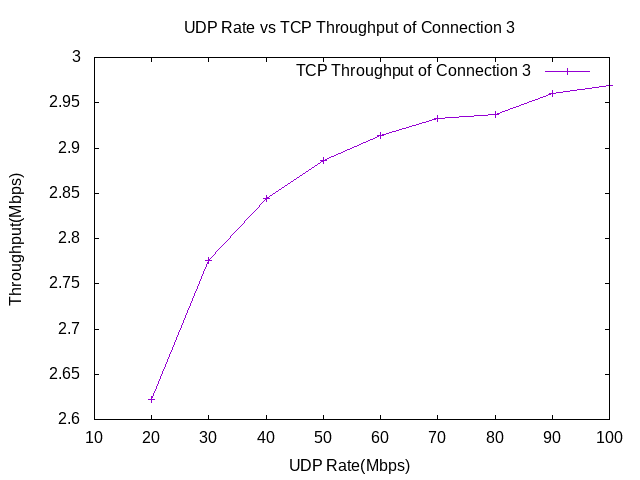 UDP Rate vs TCP Throughput of Connection 3
TCP Throughput of Connection 3
3
2.95
2.9
2.85
2.8
2.75
2.7
2.65
2.6
Throughput(Mbps)
10 20 30 40 50 60 70 80 90 100
UDP Rate(Mbps)